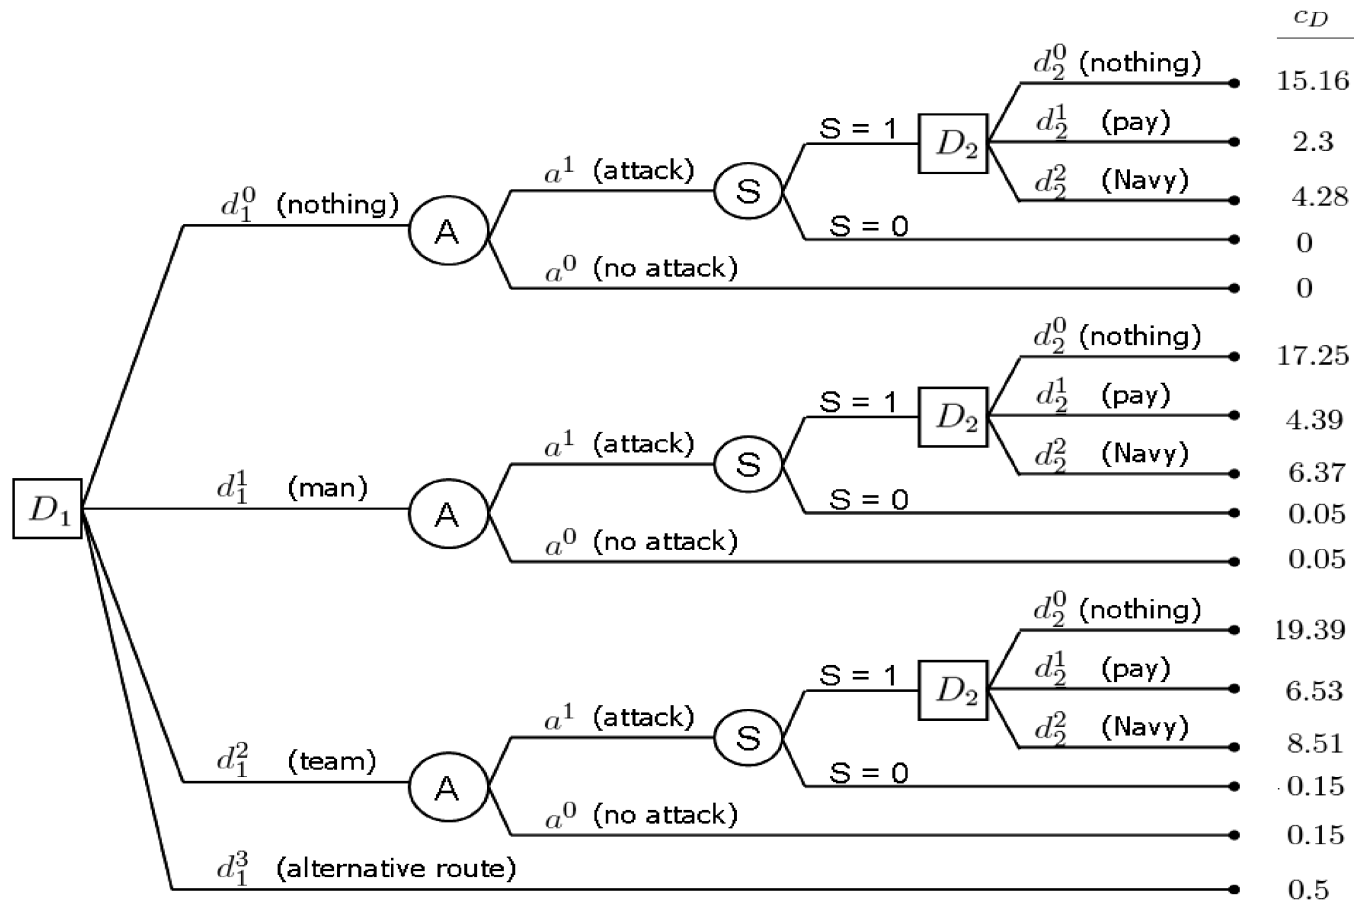 c_D
d_2^0 (nothing) 15.16
S = 1 D_2 d_2^1 (pay) 2.3
a^1 (attack) S d_2^2 (Navy) 4.28
d_1^0 (nothing) A S = 0 0
a^0 (no attack) 0
d_2^0 (nothing) 17.25
S = 1 D_2 d_2^1 (pay) 4.39
a^1 (attack) S d_2^2 (Navy) 6.37
D_1 d_1^1 (man) A S = 0 0.05
a^0 (no attack) 0.05
d_2^0 (nothing) 19.39
S = 1 D_2 d_2^1 (pay) 6.53
a^1 (attack) S d_2^2 (Navy) 8.51
d_1^2 (team) A S = 0 0.15
a^0 (no attack) 0.15
d_1^3 (alternative route) 0.5